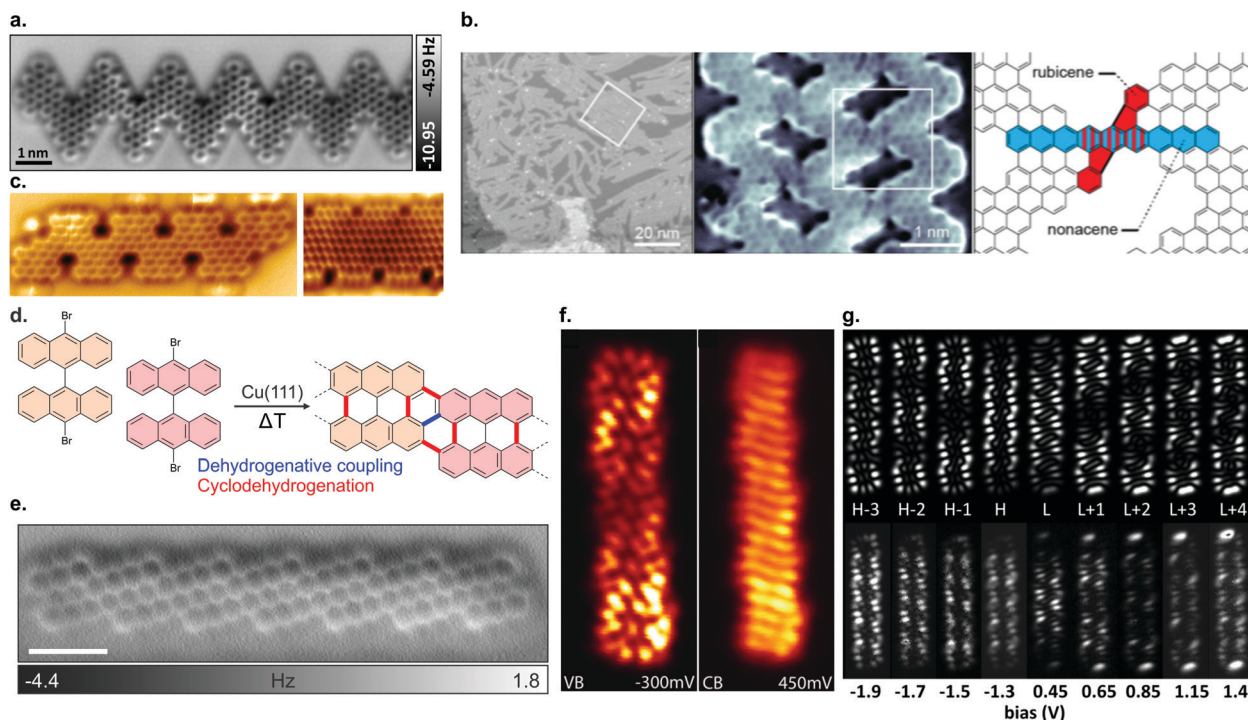 a.
-4.59 Hz
-10.95
1 nm
b.
20 nm
1 nm
rubicene
nonacene
c.
d.
Br
Br
Br
Br
Cu(111)
ΔT
Dehydrogenative coupling
Cyclodehydrogenation
e.
-4.4
Hz
1.8
f.
VB
-300mV
CB
450mV
g.
H-3 H-2 H-1 H L L+1 L+2 L+3 L+4
-1.9 -1.7 -1.5 -1.3 0.45 0.65 0.85 1.15 1.4
bias (V)